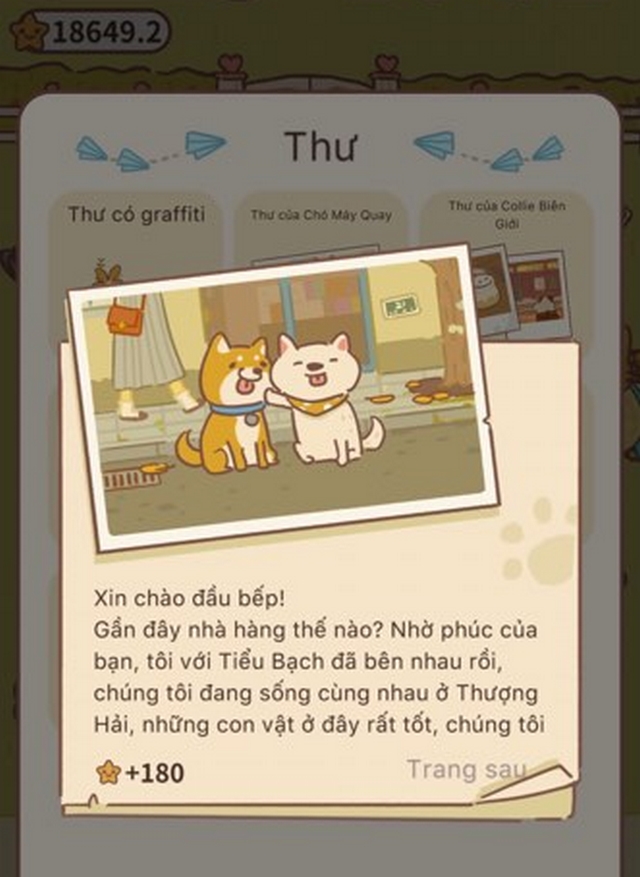 18649.2
Thư
Thư có graffiti
Thư của Chó Máy Quay
Thư của Collie Biên
Giới
Xin chào đầu bếp!
Gần đây nhà hàng thế nào? Nhờ phúc của
bạn, tôi với Tiểu Bạch đã bên nhau rồi,
chúng tôi đang sống cùng nhau ở Thượng
Hải, những con vật ở đây rất tốt, chúng tôi
+180
Trang sau